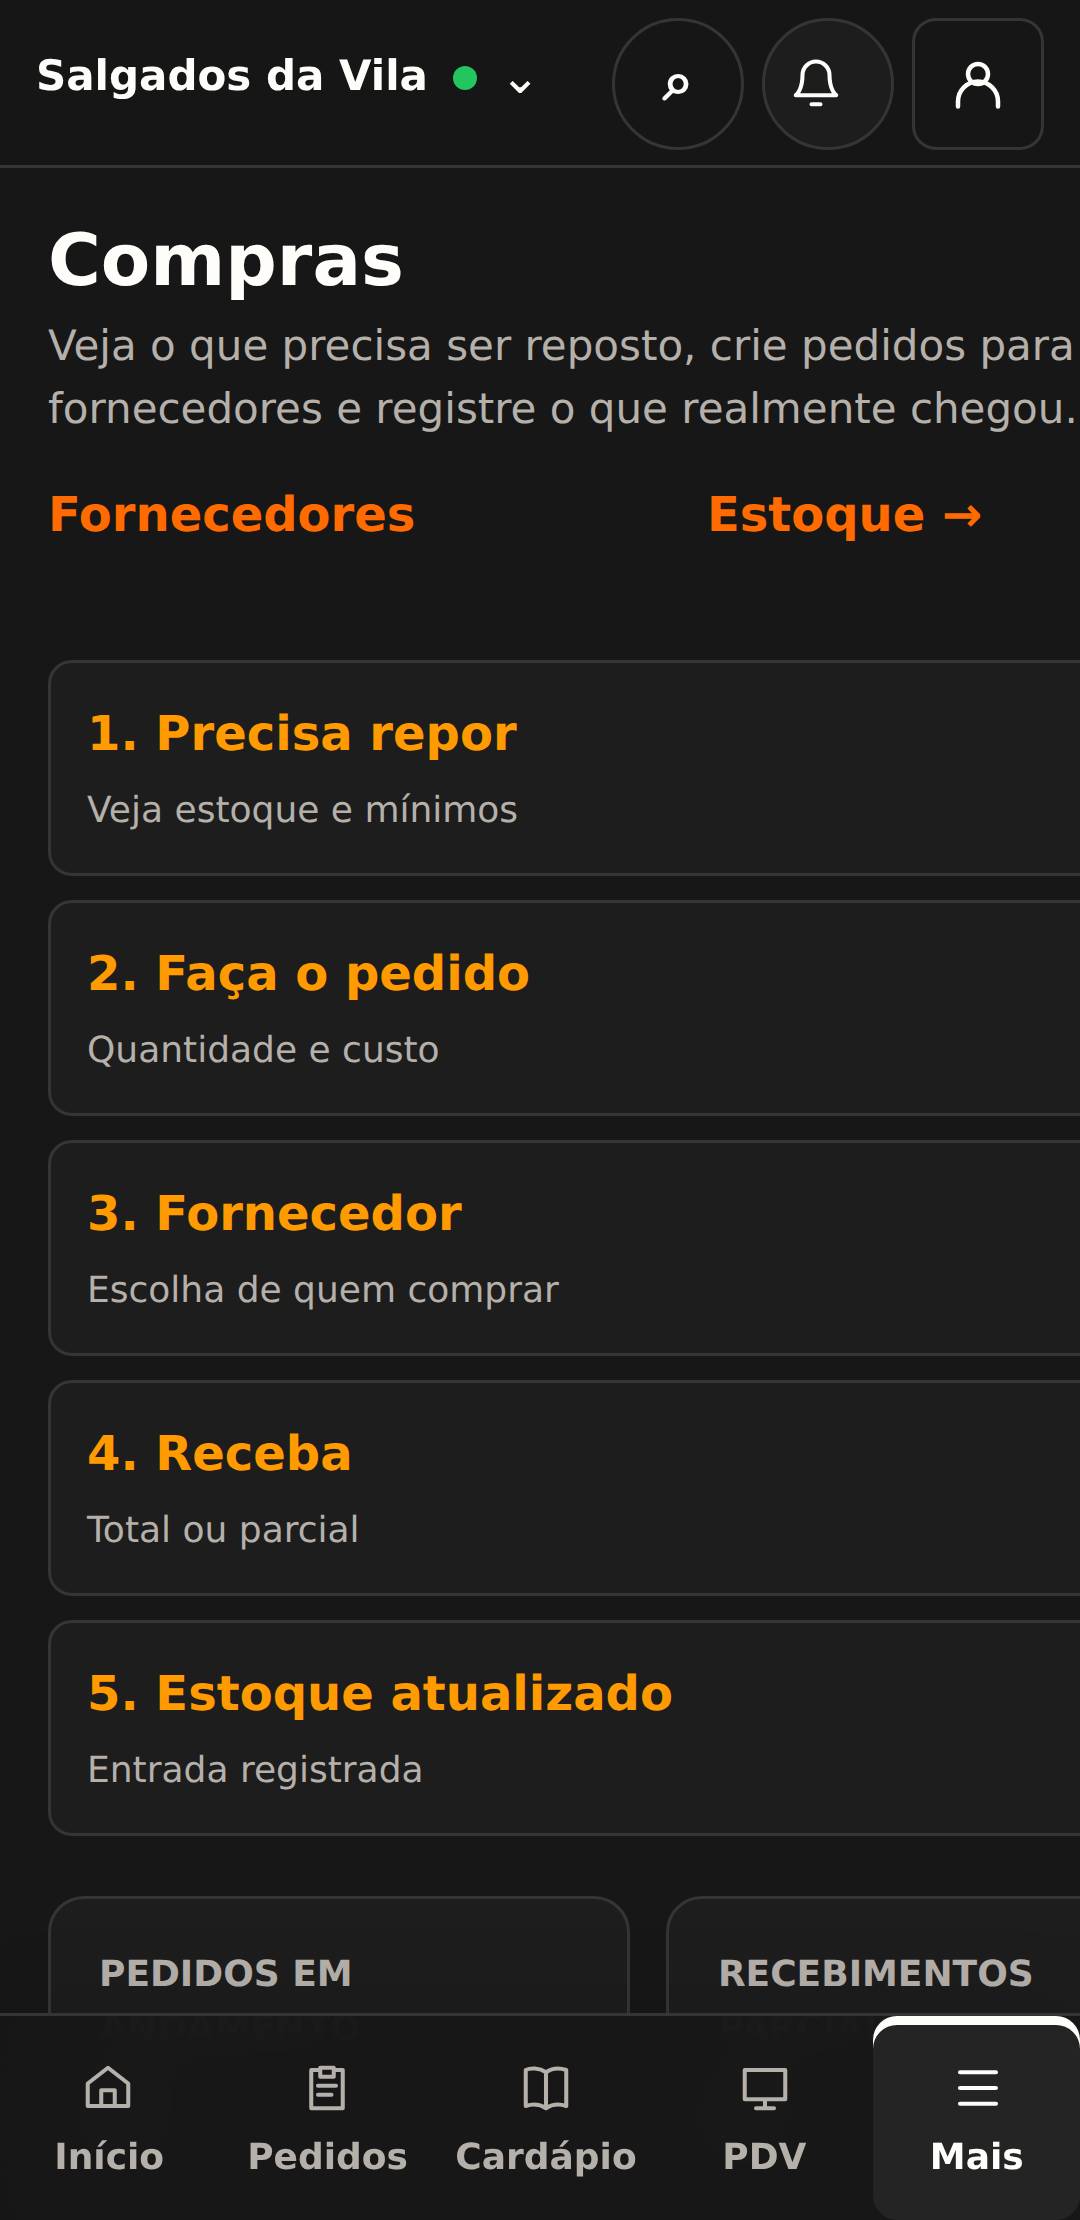 Salgados da Vila
Compras
Veja o que precisa ser reposto, crie pedidos para
fornecedores e registre o que realmente chegou.
Fornecedores
Estoque →
1. Precisa repor
Veja estoque e mínimos
2. Faça o pedido
Quantidade e custo
3. Fornecedor
Escolha de quem comprar
4. Receba
Total ou parcial
5. Estoque atualizado
Entrada registrada
PEDIDOS EM
ANDAMENTO
RECEBIMENTOS
Início
Pedidos
Cardápio
PDV
Mais